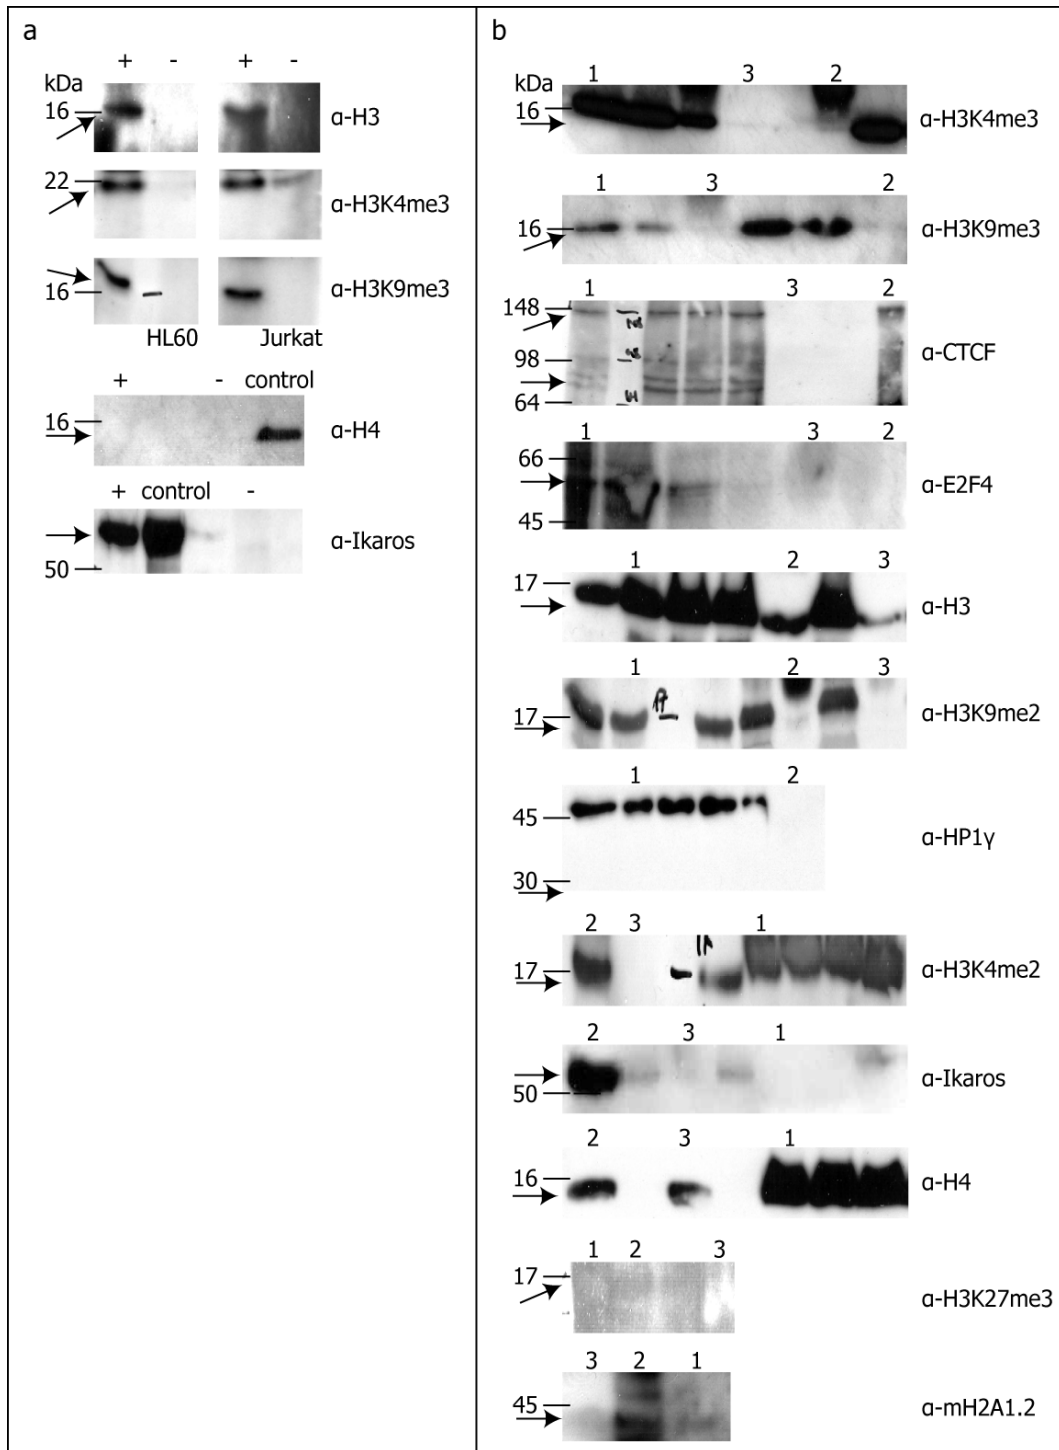 a
+ - + -
kDa
16
α-H3
22
α-H3K4me3
16
α-H3K9me3
HL60 Jurkat
+ - control
16
α-H4
+ control -
α-Ikaros
50
b
kDa
1 3 2
16
α-H3K4me3
1 3 2
16
α-H3K9me3
1 3 2
148
98
64
α-CTCF
1 3 2
66
45
α-E2F4
1 2 3
17
α-H3
1 2 3
17
α-H3K9me2
1 2
45
30
α-HP1γ
2 3 1
17
α-H3K4me2
2 3 1
50
α-Ikaros
2 3 1
16
α-H4
1 2 3
17
α-H3K27me3
3 2 1
45
α-mH2A1.2